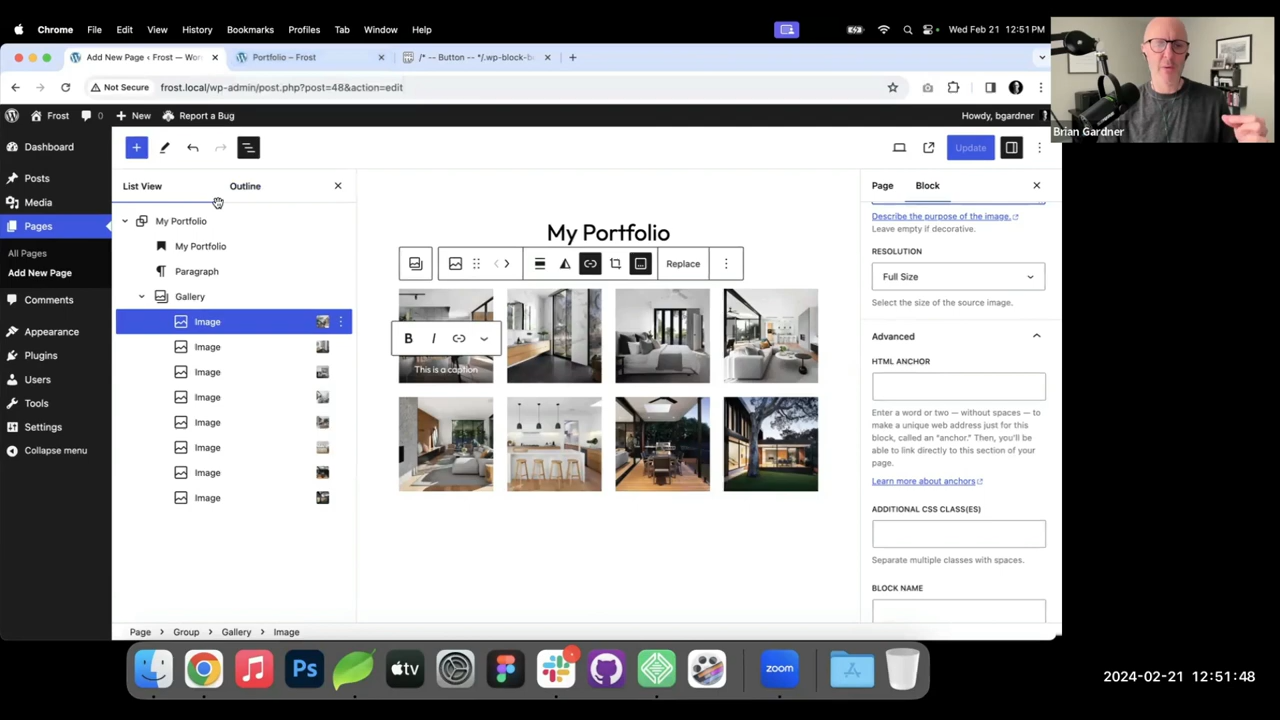 Chrome File Edit View History Bookmarks Profiles Tab Window Help
Wed Feb 21 12:51 PM
Add New Page ‹ Frost — Wor
Portfolio – Frost
/* -- Button -- */.wp-block-b
Not Secure
frost.local/wp-admin/post.php?post=48&action=edit
Frost 0 New Report a Bug
Howdy, bgardner
Brian Gardner
Dashboard
Posts
Media
Pages
All Pages
Add New Page
Comments
Appearance
Plugins
Users
Tools
Settings
Collapse menu
Update
List View Outline
My Portfolio
My Portfolio
Paragraph
Gallery
Image
Image
Image
Image
Image
Image
Image
Image
My Portfolio
Replace
B I
This is a caption
Page Block
Describe the purpose of the image.
Leave empty if decorative.
RESOLUTION
Full Size
Select the size of the source image.
Advanced
HTML ANCHOR
Enter a word or two — without spaces — to
make a unique web address just for this
block, called an “anchor.” Then, you’ll be
able to link directly to this section of your
page.
Learn more about anchors
ADDITIONAL CSS CLASS(ES)
Separate multiple classes with spaces.
BLOCK NAME
Page Group Gallery Image
Ps
tv
zoom
2024-02-21 12:51:48